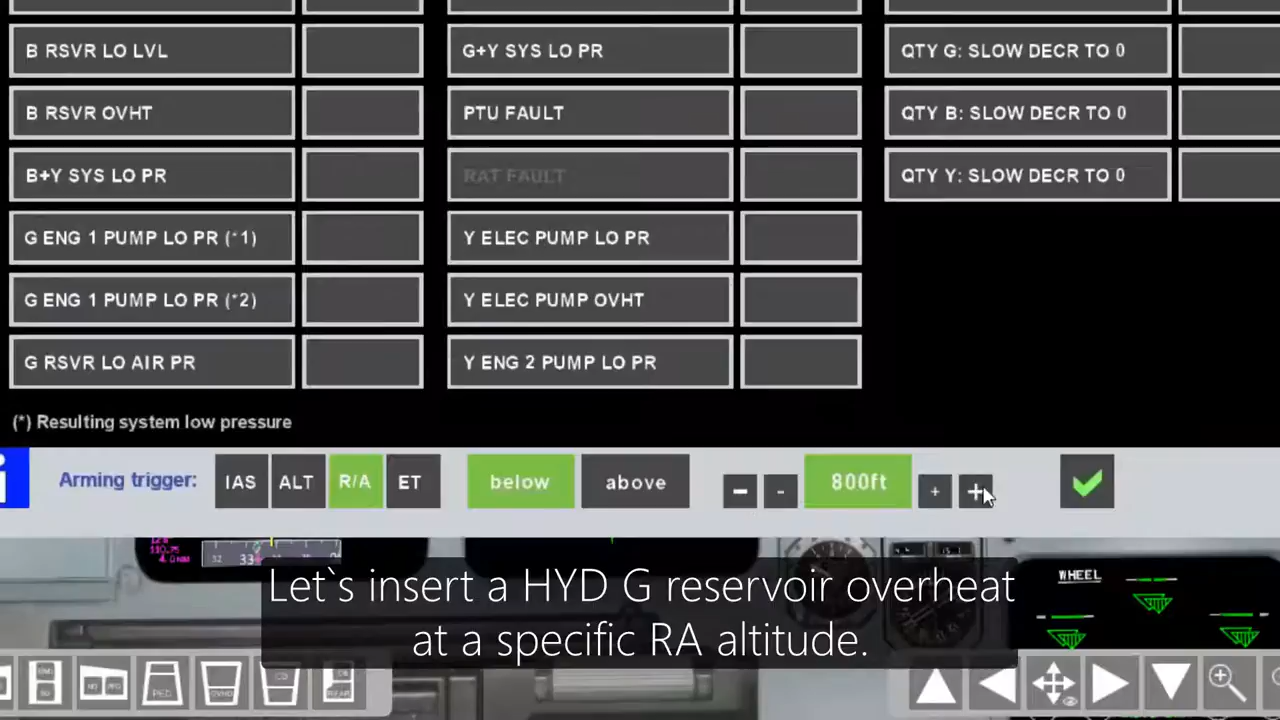 B RSVR LO LVL
G+Y SYS LO PR
QTY G: SLOW DECR TO 0
B RSVR OVHT
PTU FAULT
QTY B: SLOW DECR TO 0
B+Y SYS LO PR
RAT FAULT
QTY Y: SLOW DECR TO 0
G ENG 1 PUMP LO PR (*1)
Y ELEC PUMP LO PR
G ENG 1 PUMP LO PR (*2)
Y ELEC PUMP OVHT
G RSVR LO AIR PR
Y ENG 2 PUMP LO PR
(*) Resulting system low pressure
i Arming trigger: IAS ALT R/A ET below above - - 800ft + +
110.75
33
WHEEL
Let`s insert a HYD G reservoir overheat
at a specific RA altitude.
PED